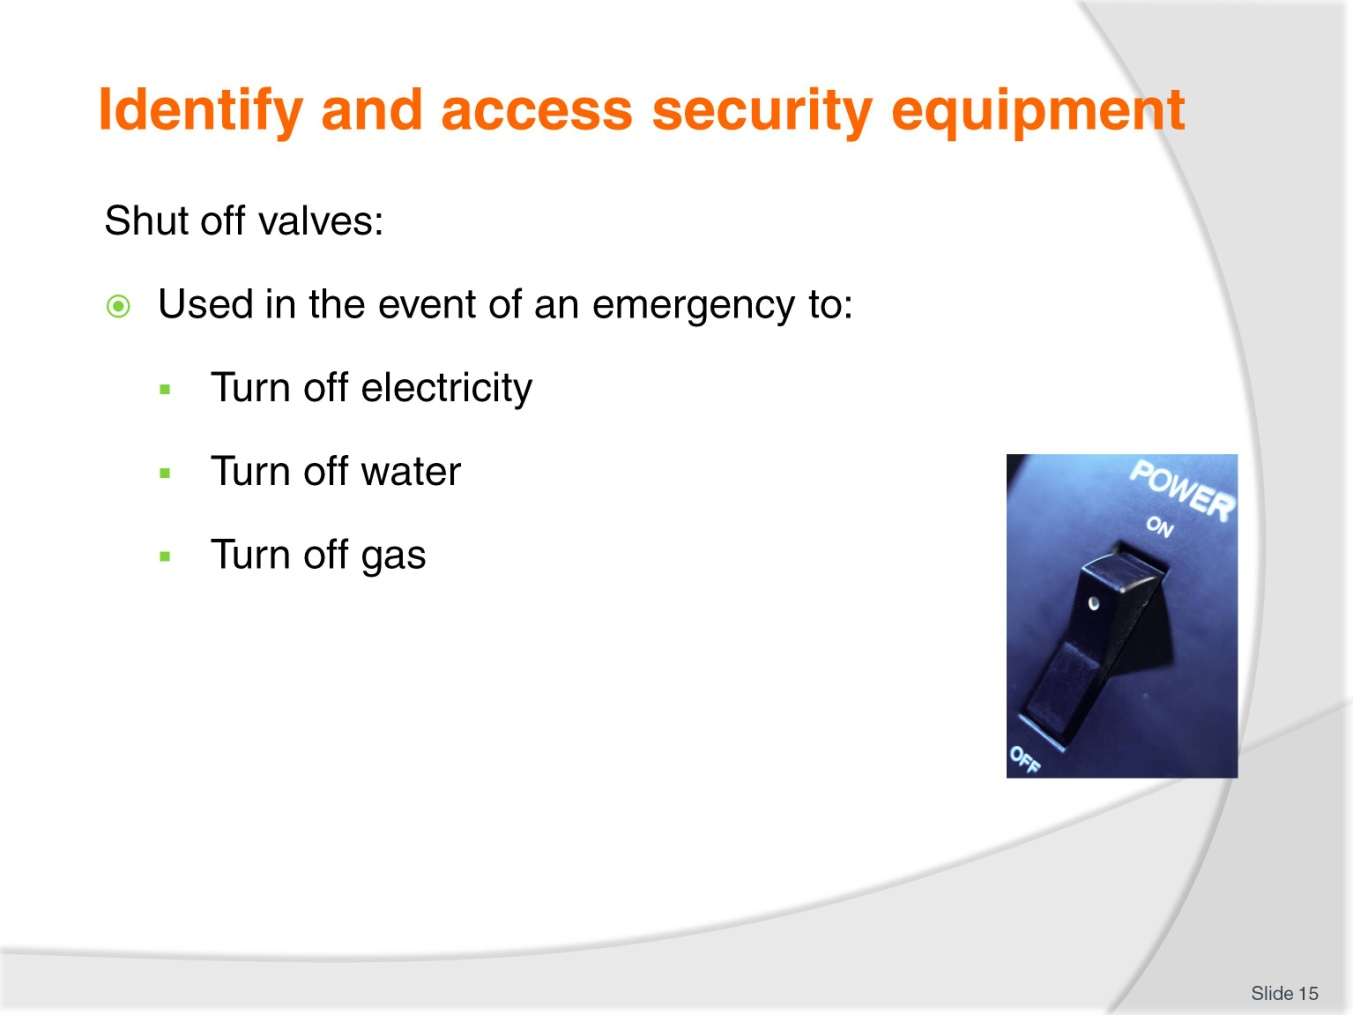 Identify and access security equipment
Shut off valves:
Used in the event of an emergency to:
Turn off electricity
Turn off water
Turn off gas
POWER
ON
OFF
Slide 15